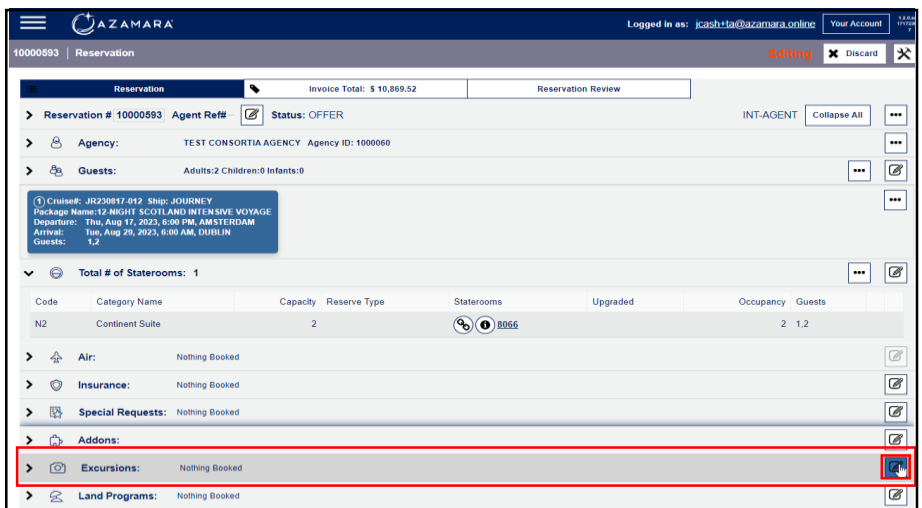 AZAMARA
Logged in as: jcash+ta@azamara.online Your Account
10000593 | Reservation Editing Discard
Reservation Invoice Total: $ 10,869.52 Reservation Review
Reservation # 10000593 Agent Ref# - Status: OFFER INT-AGENT Collapse All
Agency: TEST CONSORTIA AGENCY Agency ID: 1000060
Guests: Adults:2 Children:0 Infants:0
1 Cruise#: JR230817-012 Ship: JOURNEY
Package Name:12-NIGHT SCOTLAND INTENSIVE VOYAGE
Departure: Thu, Aug 17, 2023, 6:00 PM, AMSTERDAM
Arrival: Tue, Aug 29, 2023, 6:00 AM, DUBLIN
Guests: 1,2
Total # of Staterooms: 1
Code Category Name Capacity Reserve Type Staterooms Upgraded Occupancy Guests
N2 Continent Suite 2 8066 2 1,2
Air: Nothing Booked
Insurance: Nothing Booked
Special Requests: Nothing Booked
Addons:
Excursions: Nothing Booked
Land Programs: Nothing Booked